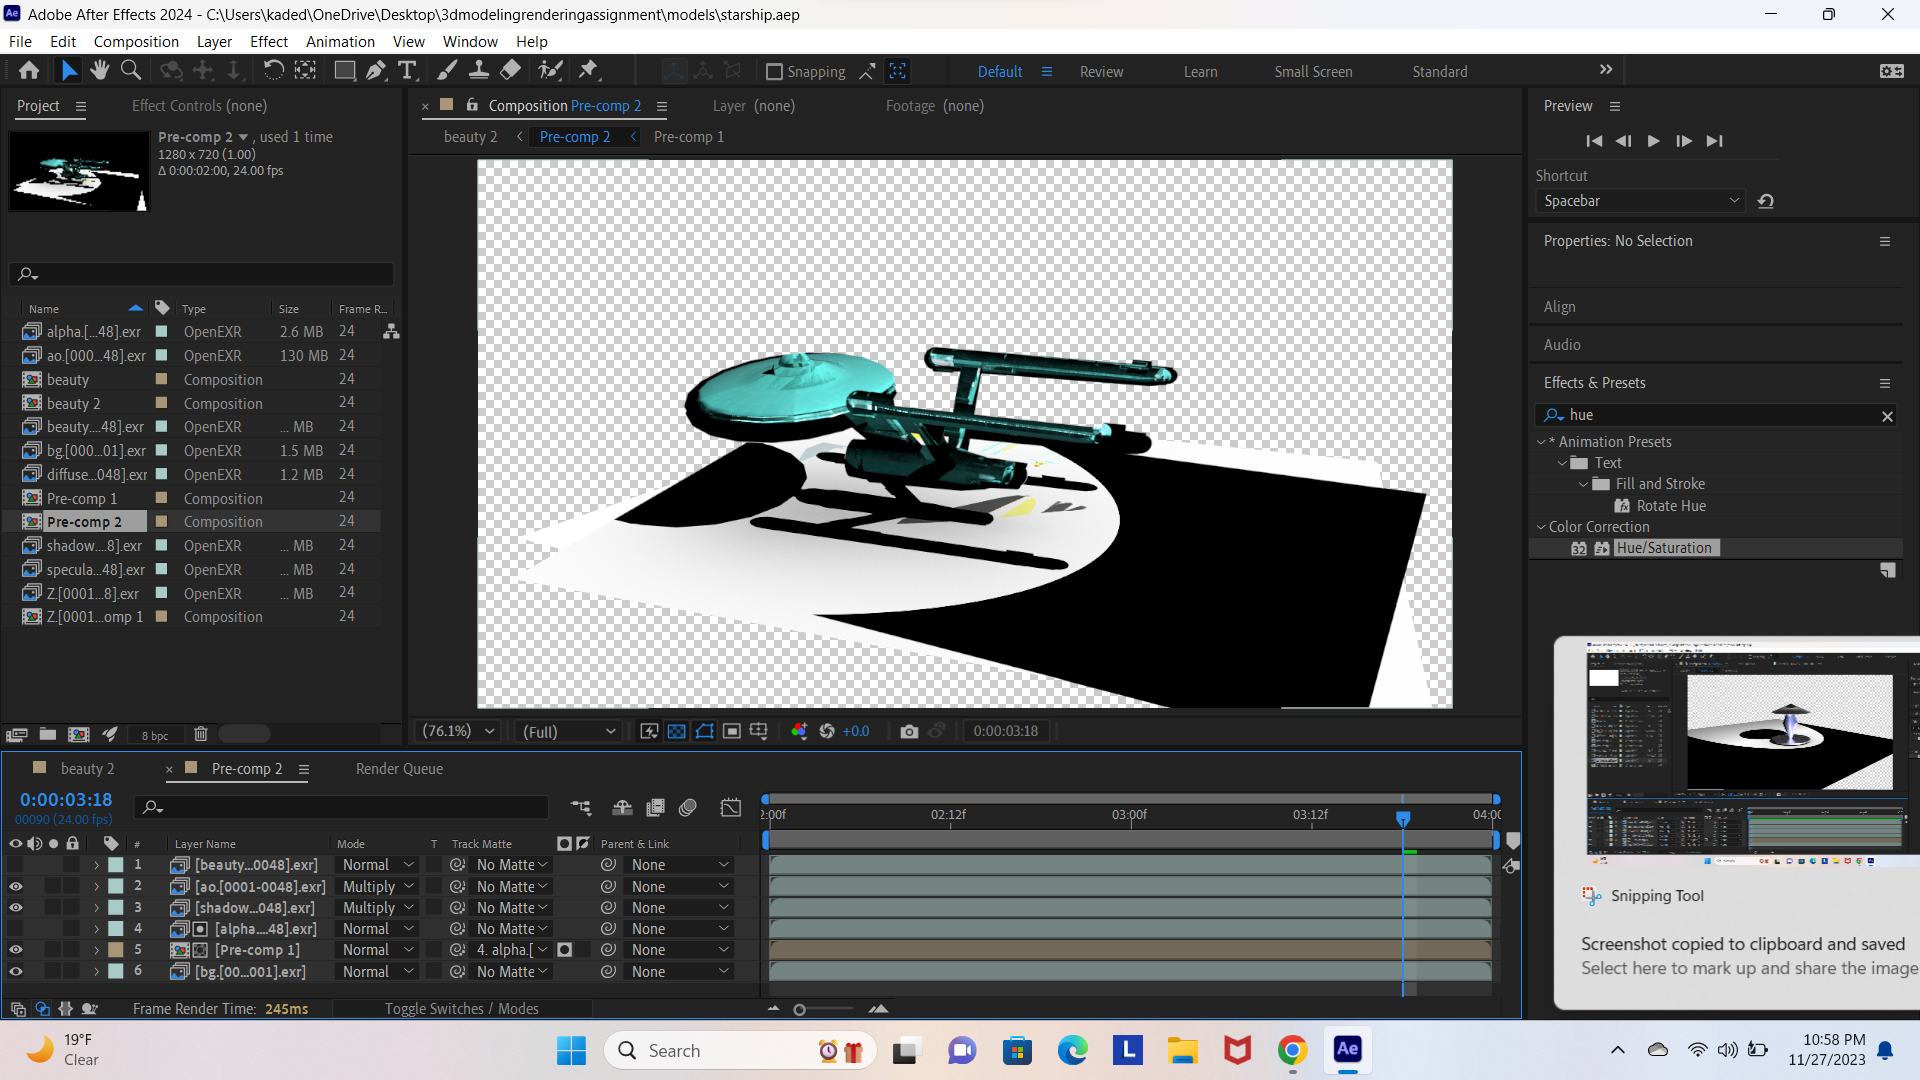 Adobe After Effects 2024 - C:\Users\kaded\OneDrive\Desktop\3dmodelingrenderingassignment\models\starship.aep
File Edit Composition Layer Effect Animation View Window Help
Snapping Default Review Learn Small Screen Standard
Project Effect Controls (none)
Composition Pre-comp 2 Layer (none) Footage (none)
Preview
beauty 2 Pre-comp 2 Pre-comp 1
Pre-comp 2 , used 1 time
1280 x 720 (1.00)
Δ 0:00:02:00, 24.00 fps
Shortcut
Spacebar
Properties: No Selection
Align
Audio
Effects & Presets
hue
* Animation Presets
Text
Fill and Stroke
Rotate Hue
Color Correction
32 Hue/Saturation
Name Type Size Frame R...
alpha.[...48].exr OpenEXR 2.6 MB 24
ao.[000...48].exr OpenEXR 130 MB 24
beauty Composition 24
beauty 2 Composition 24
beauty....48].exr OpenEXR ... MB 24
bg.[000...01].exr OpenEXR 1.5 MB 24
diffuse...048].exr OpenEXR 1.2 MB 24
Pre-comp 1 Composition 24
Pre-comp 2 Composition 24
shadow....8].exr OpenEXR ... MB 24
specula...48].exr OpenEXR ... MB 24
Z.[0001...8].exr OpenEXR ... MB 24
Z.[0001...omp 1 Composition 24
8 bpc
(76.1%) (Full) +0.0 0:00:03:18
beauty 2 Pre-comp 2 Render Queue
0:00:03:18
00090 (24.00 fps)
2:00f 02:12f 03:00f 03:12f 04:00
# Layer Name Mode T Track Matte Parent & Link
1 [beauty...0048].exr] Normal No Matte None
2 [ao.[0001-0048].exr] Multiply No Matte None
3 [shadow...048].exr] Multiply No Matte None
4 [alpha....48].exr] Normal No Matte None
5 [Pre-comp 1] Normal 4. alpha.[ None
6 [bg.[00...001].exr] Normal No Matte None
Frame Render Time: 245ms Toggle Switches / Modes
Snipping Tool
Screenshot copied to clipboard and saved
Select here to mark up and share the image
19°F
Clear
Search
L
Ae
10:58 PM
11/27/2023